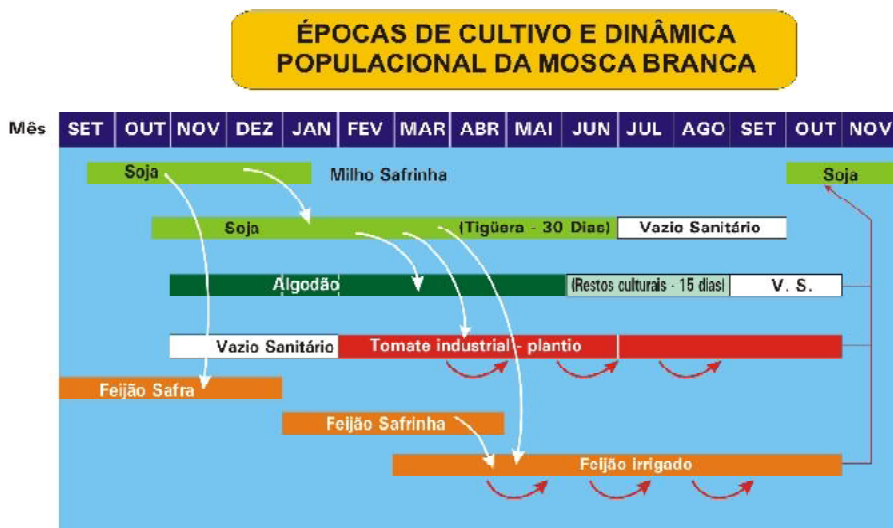 ÉPOCAS DE CULTIVO E DINÂMICA
POPULACIONAL DA MOSCA BRANCA
Mês SET OUT NOV DEZ JAN FEV MAR ABR MAI JUN JUL AGO SET OUT NOV
Soja Milho Safrinha Soja
Soja (Tigüera - 30 Dias) Vazio Sanitário
Algodão (Restos culturais - 15 dias) V. S.
Vazio Sanitário Tomate industrial - plantio
Feijão Safra
Feijão Safrinha
Feijão irrigado